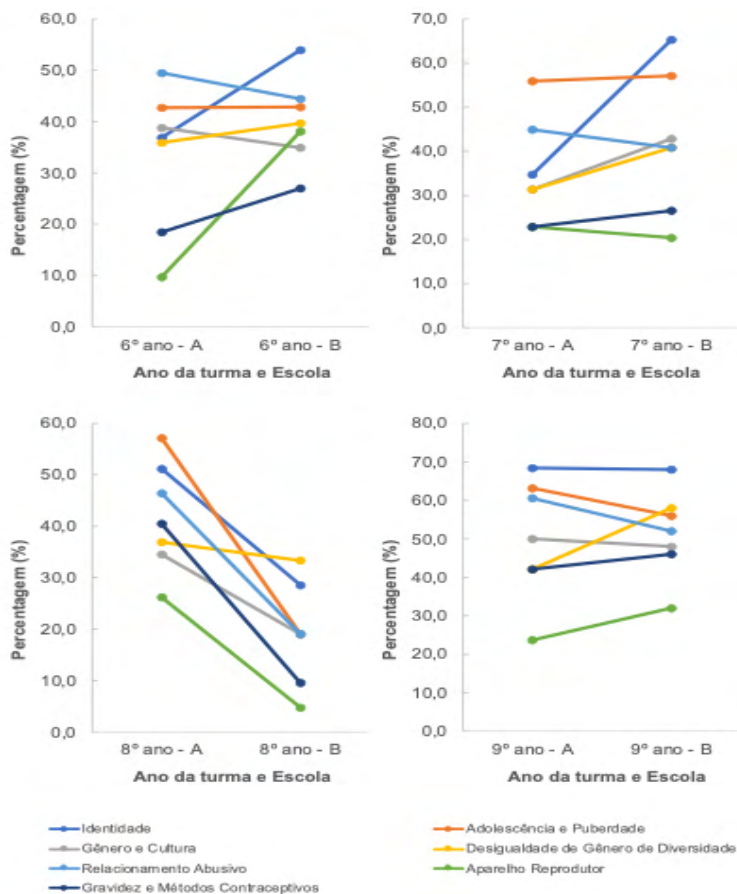 60,0
50,0
40,0
30,0
20,0
10,0
0,0
Percentagem (%)
6º ano - A 6º ano - B
Ano da turma e Escola
70,0
60,0
50,0
40,0
30,0
20,0
10,0
0,0
Percentagem (%)
7º ano - A 7º ano - B
Ano da turma e Escola
60,0
50,0
40,0
30,0
20,0
10,0
0,0
Percentagem (%)
8º ano - A 8º ano - B
Ano da turma e Escola
80,0
70,0
60,0
50,0
40,0
30,0
20,0
10,0
0,0
Percentagem (%)
9º ano - A 9º ano - B
Ano da turma e Escola
Identidade
Adolescência e Puberdade
Gênero e Cultura
Desigualdade de Gênero de Diversidade
Relacionamento Abusivo
Aparelho Reprodutor
Gravidez e Métodos Contraceptivos